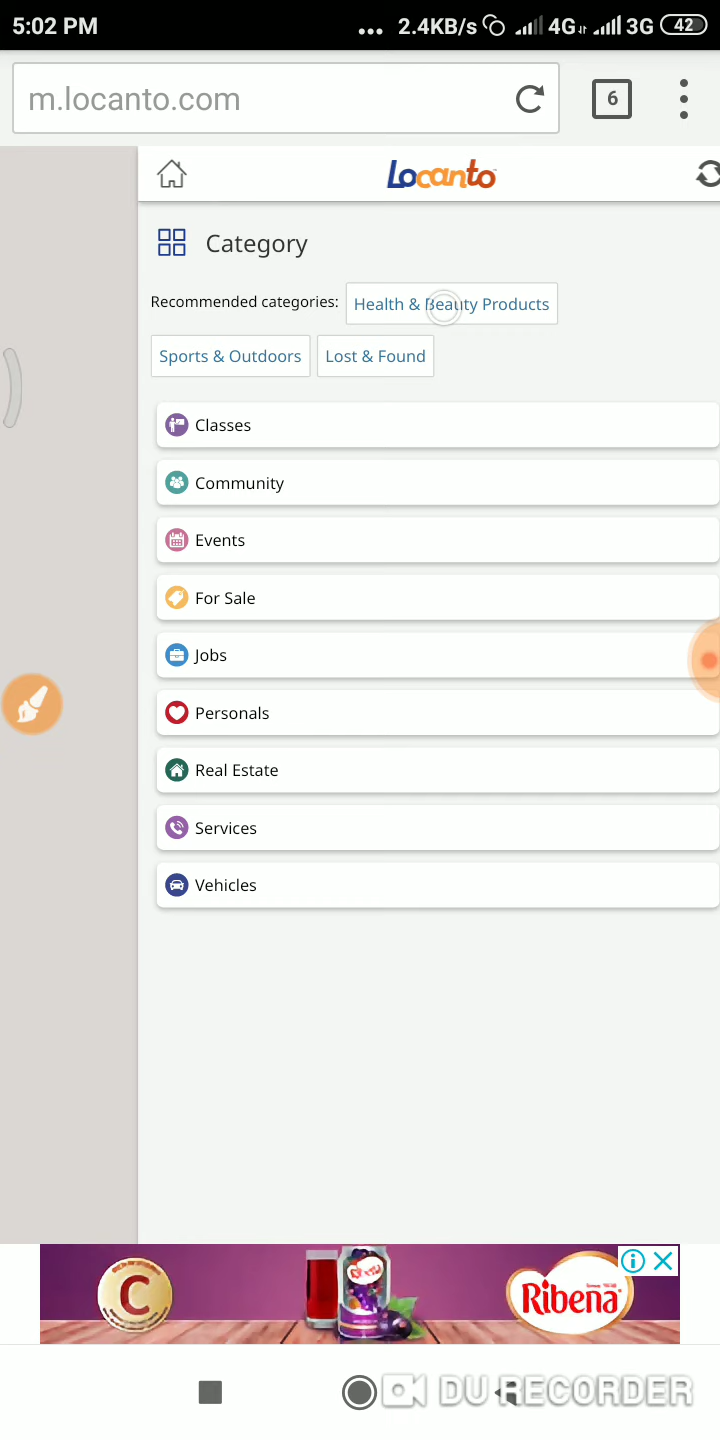 5:02 PM ... 2.4KB/s 4G 3G 42
m.locanto.com 6
Locanto
Category
Recommended categories: Health & Beauty Products
Sports & Outdoors Lost & Found
Classes
Community
Events
For Sale
Jobs
Personals
Real Estate
Services
Vehicles
C Ribena
DU RECORDER